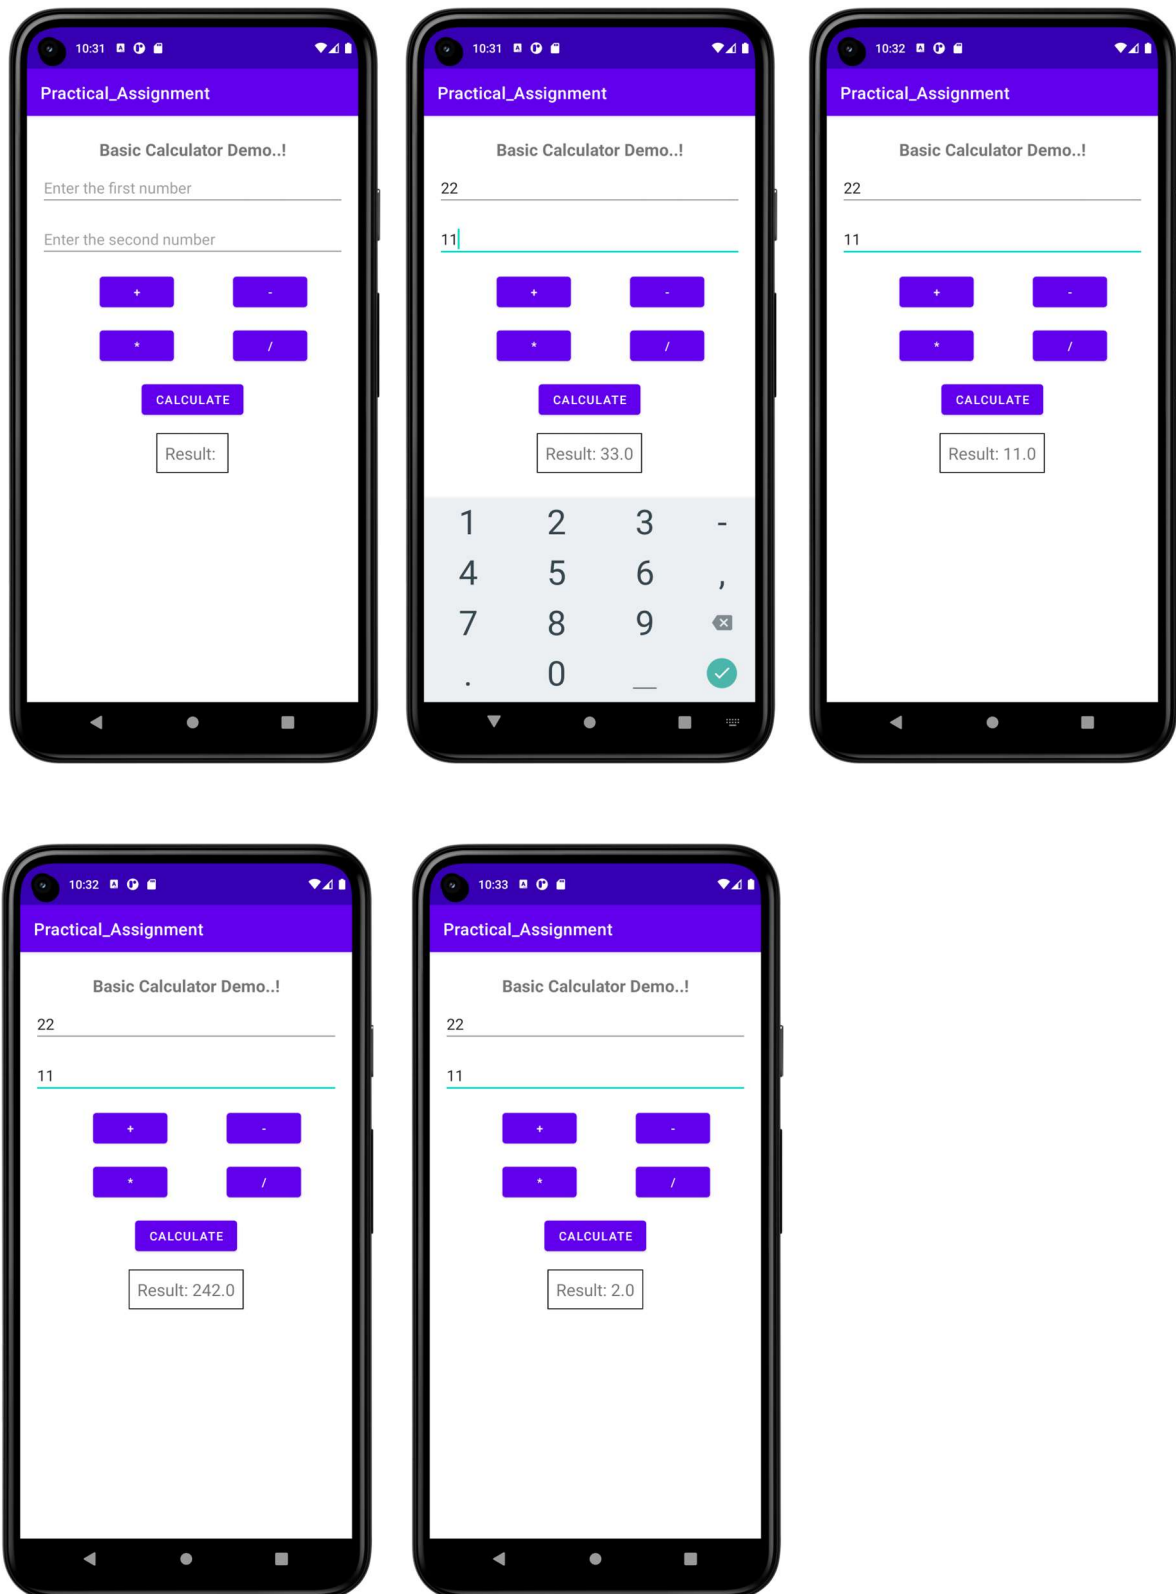 10:31
Practical_Assignment
Basic Calculator Demo..!
Enter the first number
Enter the second number
+ -
* /
CALCULATE
Result:
10:31
Practical_Assignment
Basic Calculator Demo..!
22
11
+ -
* /
CALCULATE
Result: 33.0
1 2 3 -
4 5 6 ,
7 8 9
. 0 _
10:32
Practical_Assignment
Basic Calculator Demo..!
22
11
+ -
* /
CALCULATE
Result: 11.0
10:32
Practical_Assignment
Basic Calculator Demo..!
22
11
+ -
* /
CALCULATE
Result: 242.0
10:33
Practical_Assignment
Basic Calculator Demo..!
22
11
+ -
* /
CALCULATE
Result: 2.0